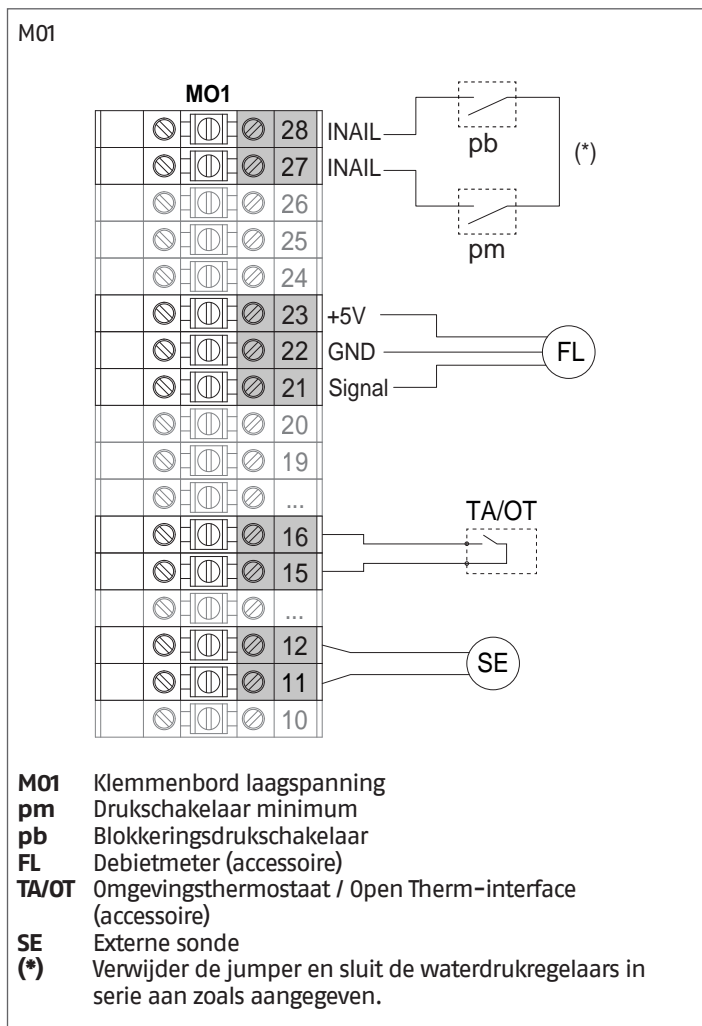 M01
MO1
28 INAIL
27 INAIL
26
25
24
23 +5V
22 GND
21 Signal
20
19
...
16
15
...
12
11
10
pb
(*)
pm
FL
TA/OT
SE
M01 Klemmenbord laagspanning
pm Drukschakelaar minimum
pb Blokkeringsdrukschakelaar
FL Debietmeter (accessoire)
TA/OT Omgevingsthermostaat / Open Therm-interface
(accessoire)
SE Externe sonde
(*) Verwijder de jumper en sluit de waterdrukregelaars in
serie aan zoals aangegeven.